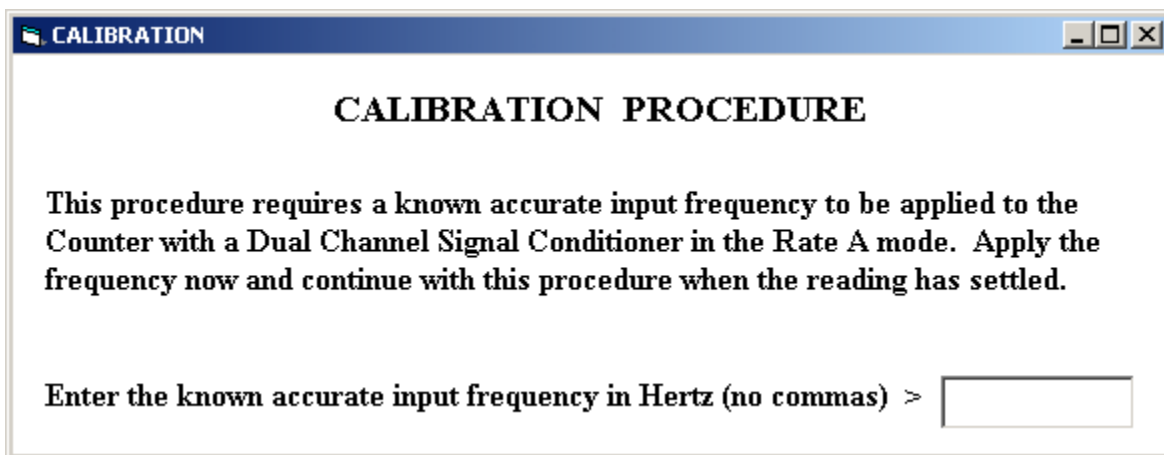 CALIBRATION
CALIBRATION PROCEDURE
This procedure requires a known accurate input frequency to be applied to the
Counter with a Dual Channel Signal Conditioner in the Rate A mode. Apply the
frequency now and continue with this procedure when the reading has settled.
Enter the known accurate input frequency in Hertz (no commas) >